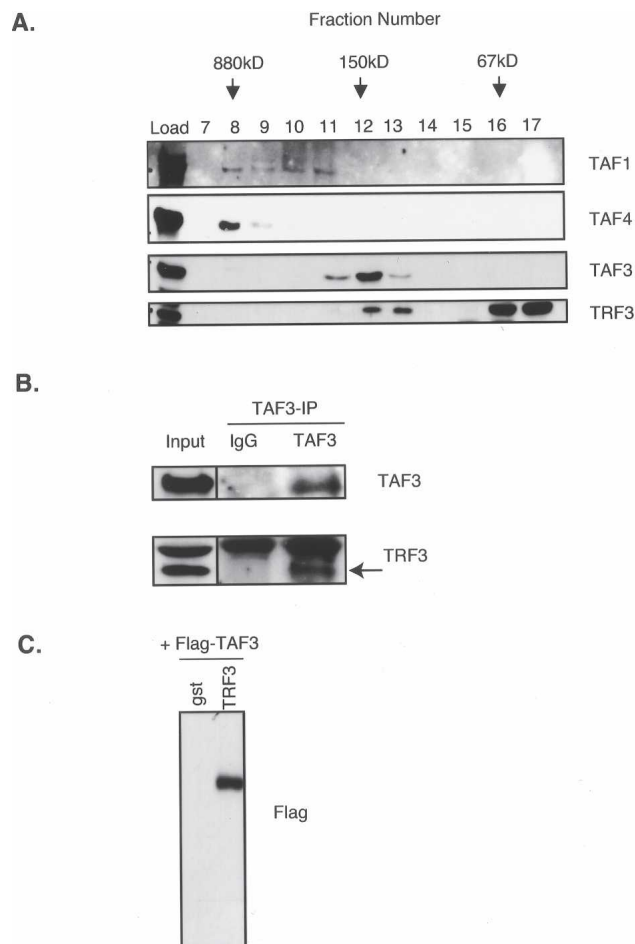 A.
Fraction Number
880kD 150kD 67kD
Load 7 8 9 10 11 12 13 14 15 16 17
TAF1
TAF4
TAF3
TRF3
B.
TAF3-IP
Input IgG TAF3
TAF3
TRF3
C.
+ Flag-TAF3
gst TRF3
Flag